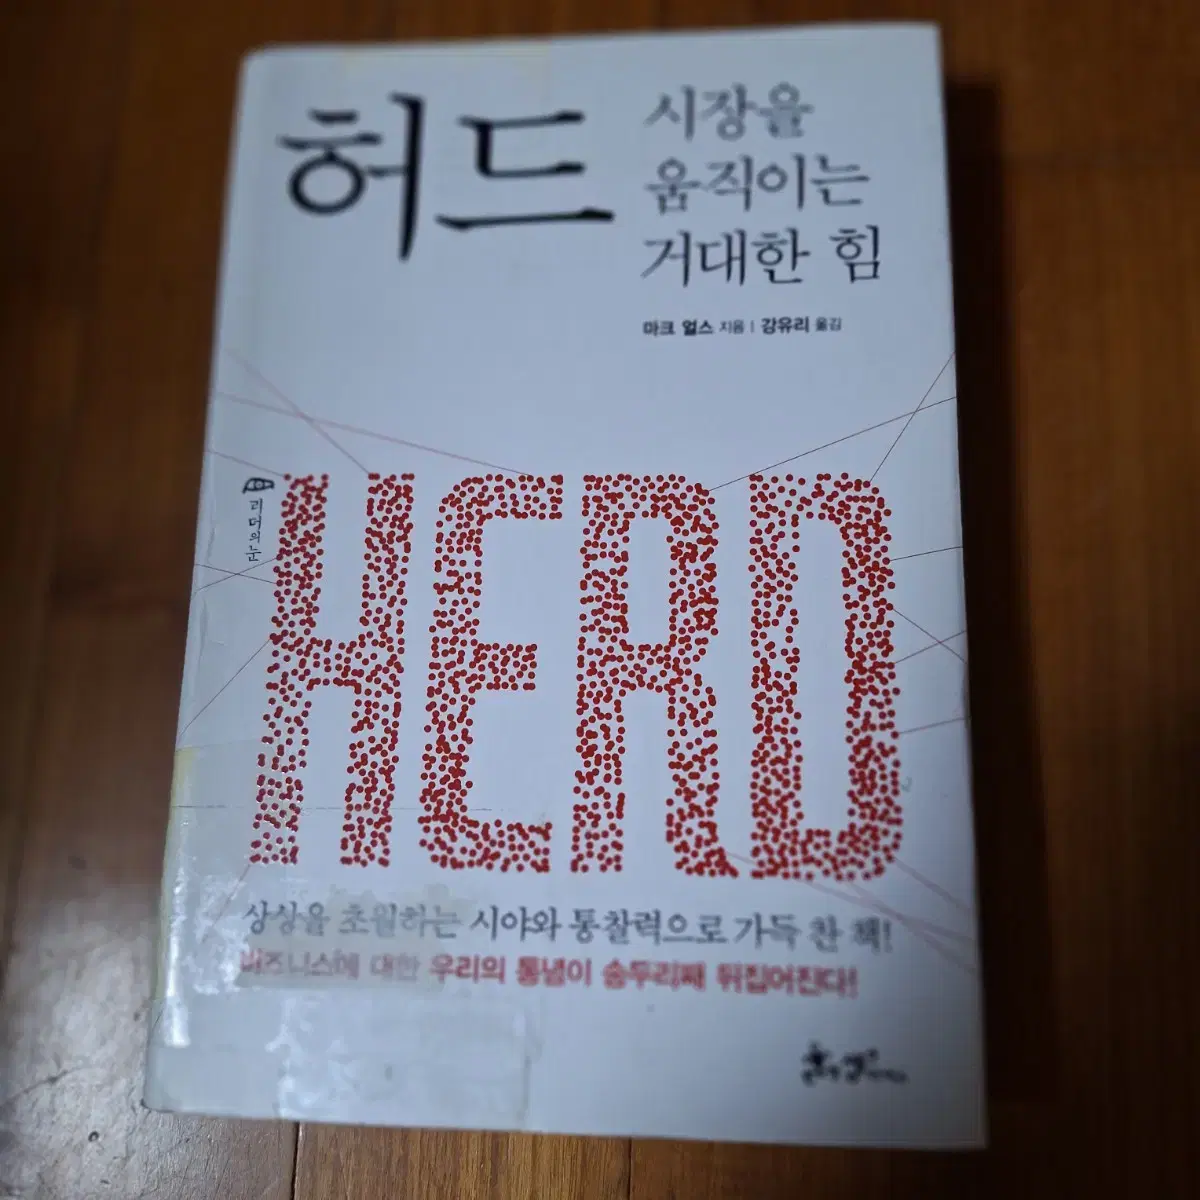 허드
시장을
움직이는
거대한 힘
마크 얼스 지음 | 강유리 옮김
리더의눈
HERD
상상을 초월하는 시야와 통찰력으로 가득 찬 책!
비즈니스에 대한 우리의 통념이 송두리째 뒤집어진다!